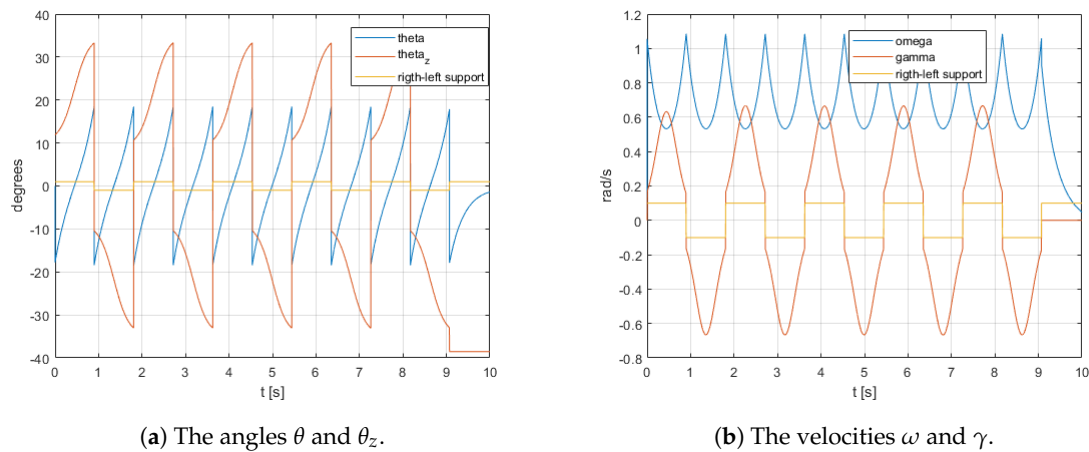 40
30
20
10
0
-10
-20
-30
-40
degrees
0 1 2 3 4 5 6 7 8 9 10
t [s]
theta
theta_z
rigth-left support
(a) The angles θ and θ_z.
1.2
1
0.8
0.6
0.4
0.2
0
-0.2
-0.4
-0.6
-0.8
rad/s
0 1 2 3 4 5 6 7 8 9 10
t [s]
omega
gamma
rigth-left support
(b) The velocities ω and γ.